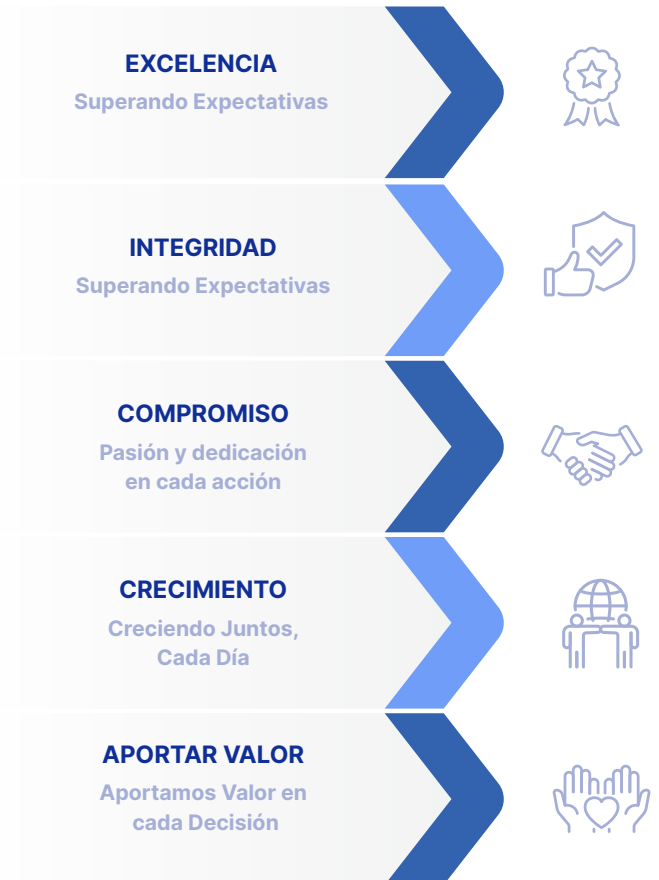 EXCELENCIA
Superando Expectativas
INTEGRIDAD
Superando Expectativas
COMPROMISO
Pasión y dedicación
en cada acción
CRECIMIENTO
Creciendo Juntos,
Cada Día
APORTAR VALOR
Aportamos Valor en
cada Decisión